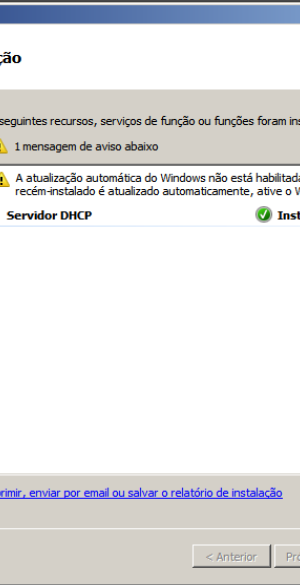 ção
seguintes recursos, serviços de função ou funções foram ins
1 mensagem de aviso abaixo
A atualização automática do Windows não está habilitada
recém-instalado é atualizado automaticamente, ative o W
Servidor DHCP
Inst
rimir, enviar por email ou salvar o relatório de instalação
< Anterior
Pró